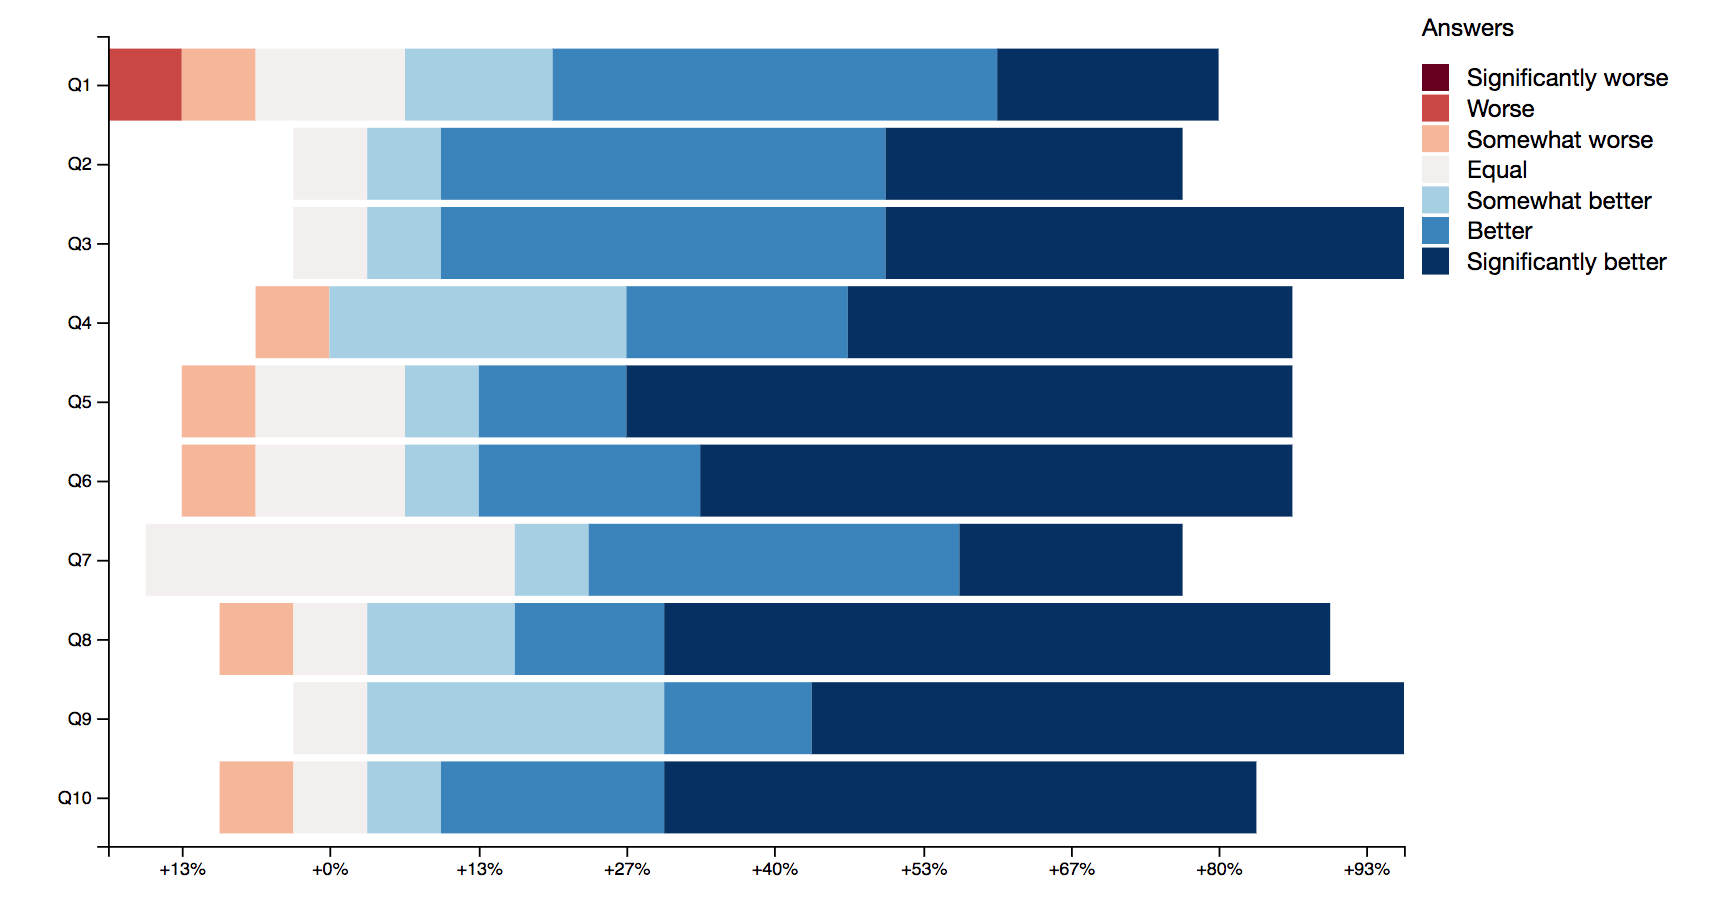 Answers
Significantly worse
Worse
Somewhat worse
Equal
Somewhat better
Better
Significantly better
Q1
Q2
Q3
Q4
Q5
Q6
Q7
Q8
Q9
Q10
+13% +0% +13% +27% +40% +53% +67% +80% +93%